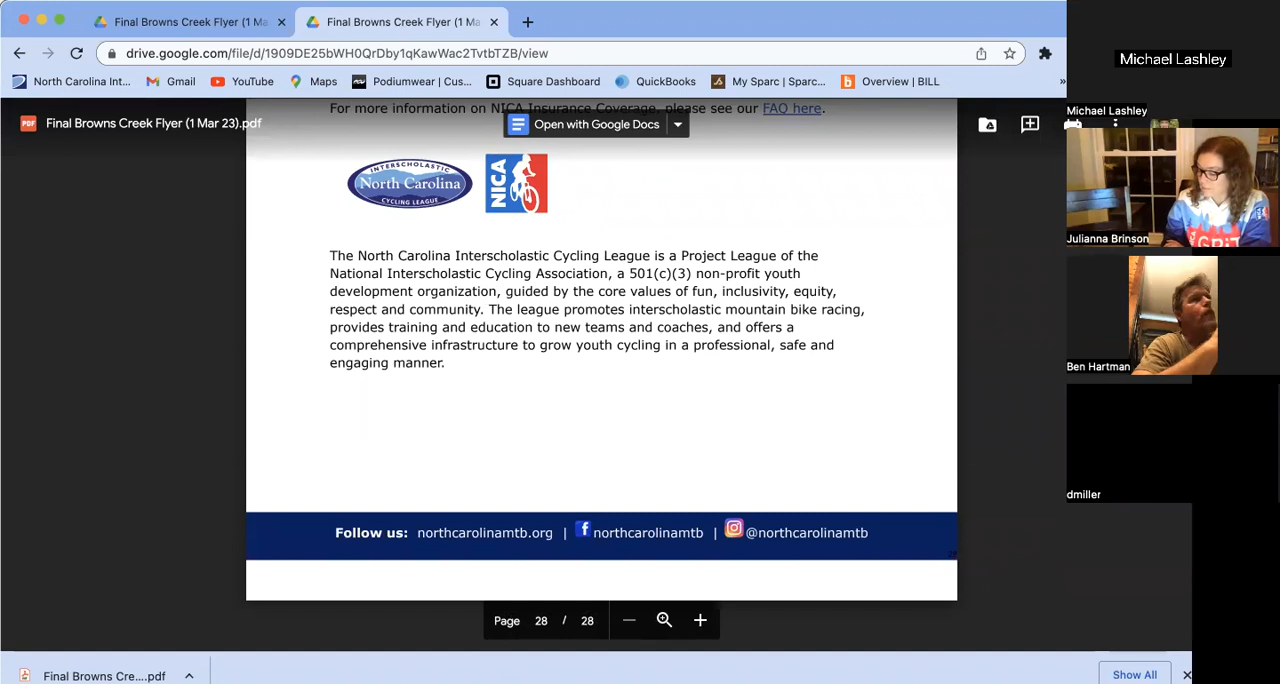 Final Browns Creek Flyer (1 Ma
Final Browns Creek Flyer (1 Ma
drive.google.com/file/d/1909DE25bWH0QrDby1qKawWac2TvtbTZB/view
North Carolina Int...
Gmail
YouTube
Maps
Podiumwear | Cus...
Square Dashboard
QuickBooks
My Sparc | Sparc...
Overview | BILL
»
For more information on NICA Insurance Coverage, please see our FAQ here.
PDF
Final Browns Creek Flyer (1 Mar 23).pdf
Open with Google Docs
INTERSCHOLASTIC
North Carolina
CYCLING LEAGUE
NICA
The North Carolina Interscholastic Cycling League is a Project League of the
National Interscholastic Cycling Association, a 501(c)(3) non-profit youth
development organization, guided by the core values of fun, inclusivity, equity,
respect and community. The league promotes interscholastic mountain bike racing,
provides training and education to new teams and coaches, and offers a
comprehensive infrastructure to grow youth cycling in a professional, safe and
engaging manner.
Follow us: northcarolinamtb.org | northcarolinamtb | @northcarolinamtb
Page 28 / 28
Final Browns Cre....pdf
Show All
Michael Lashley
Michael Lashley
GRiT
Julianna Brinson
Ben Hartman
dmiller